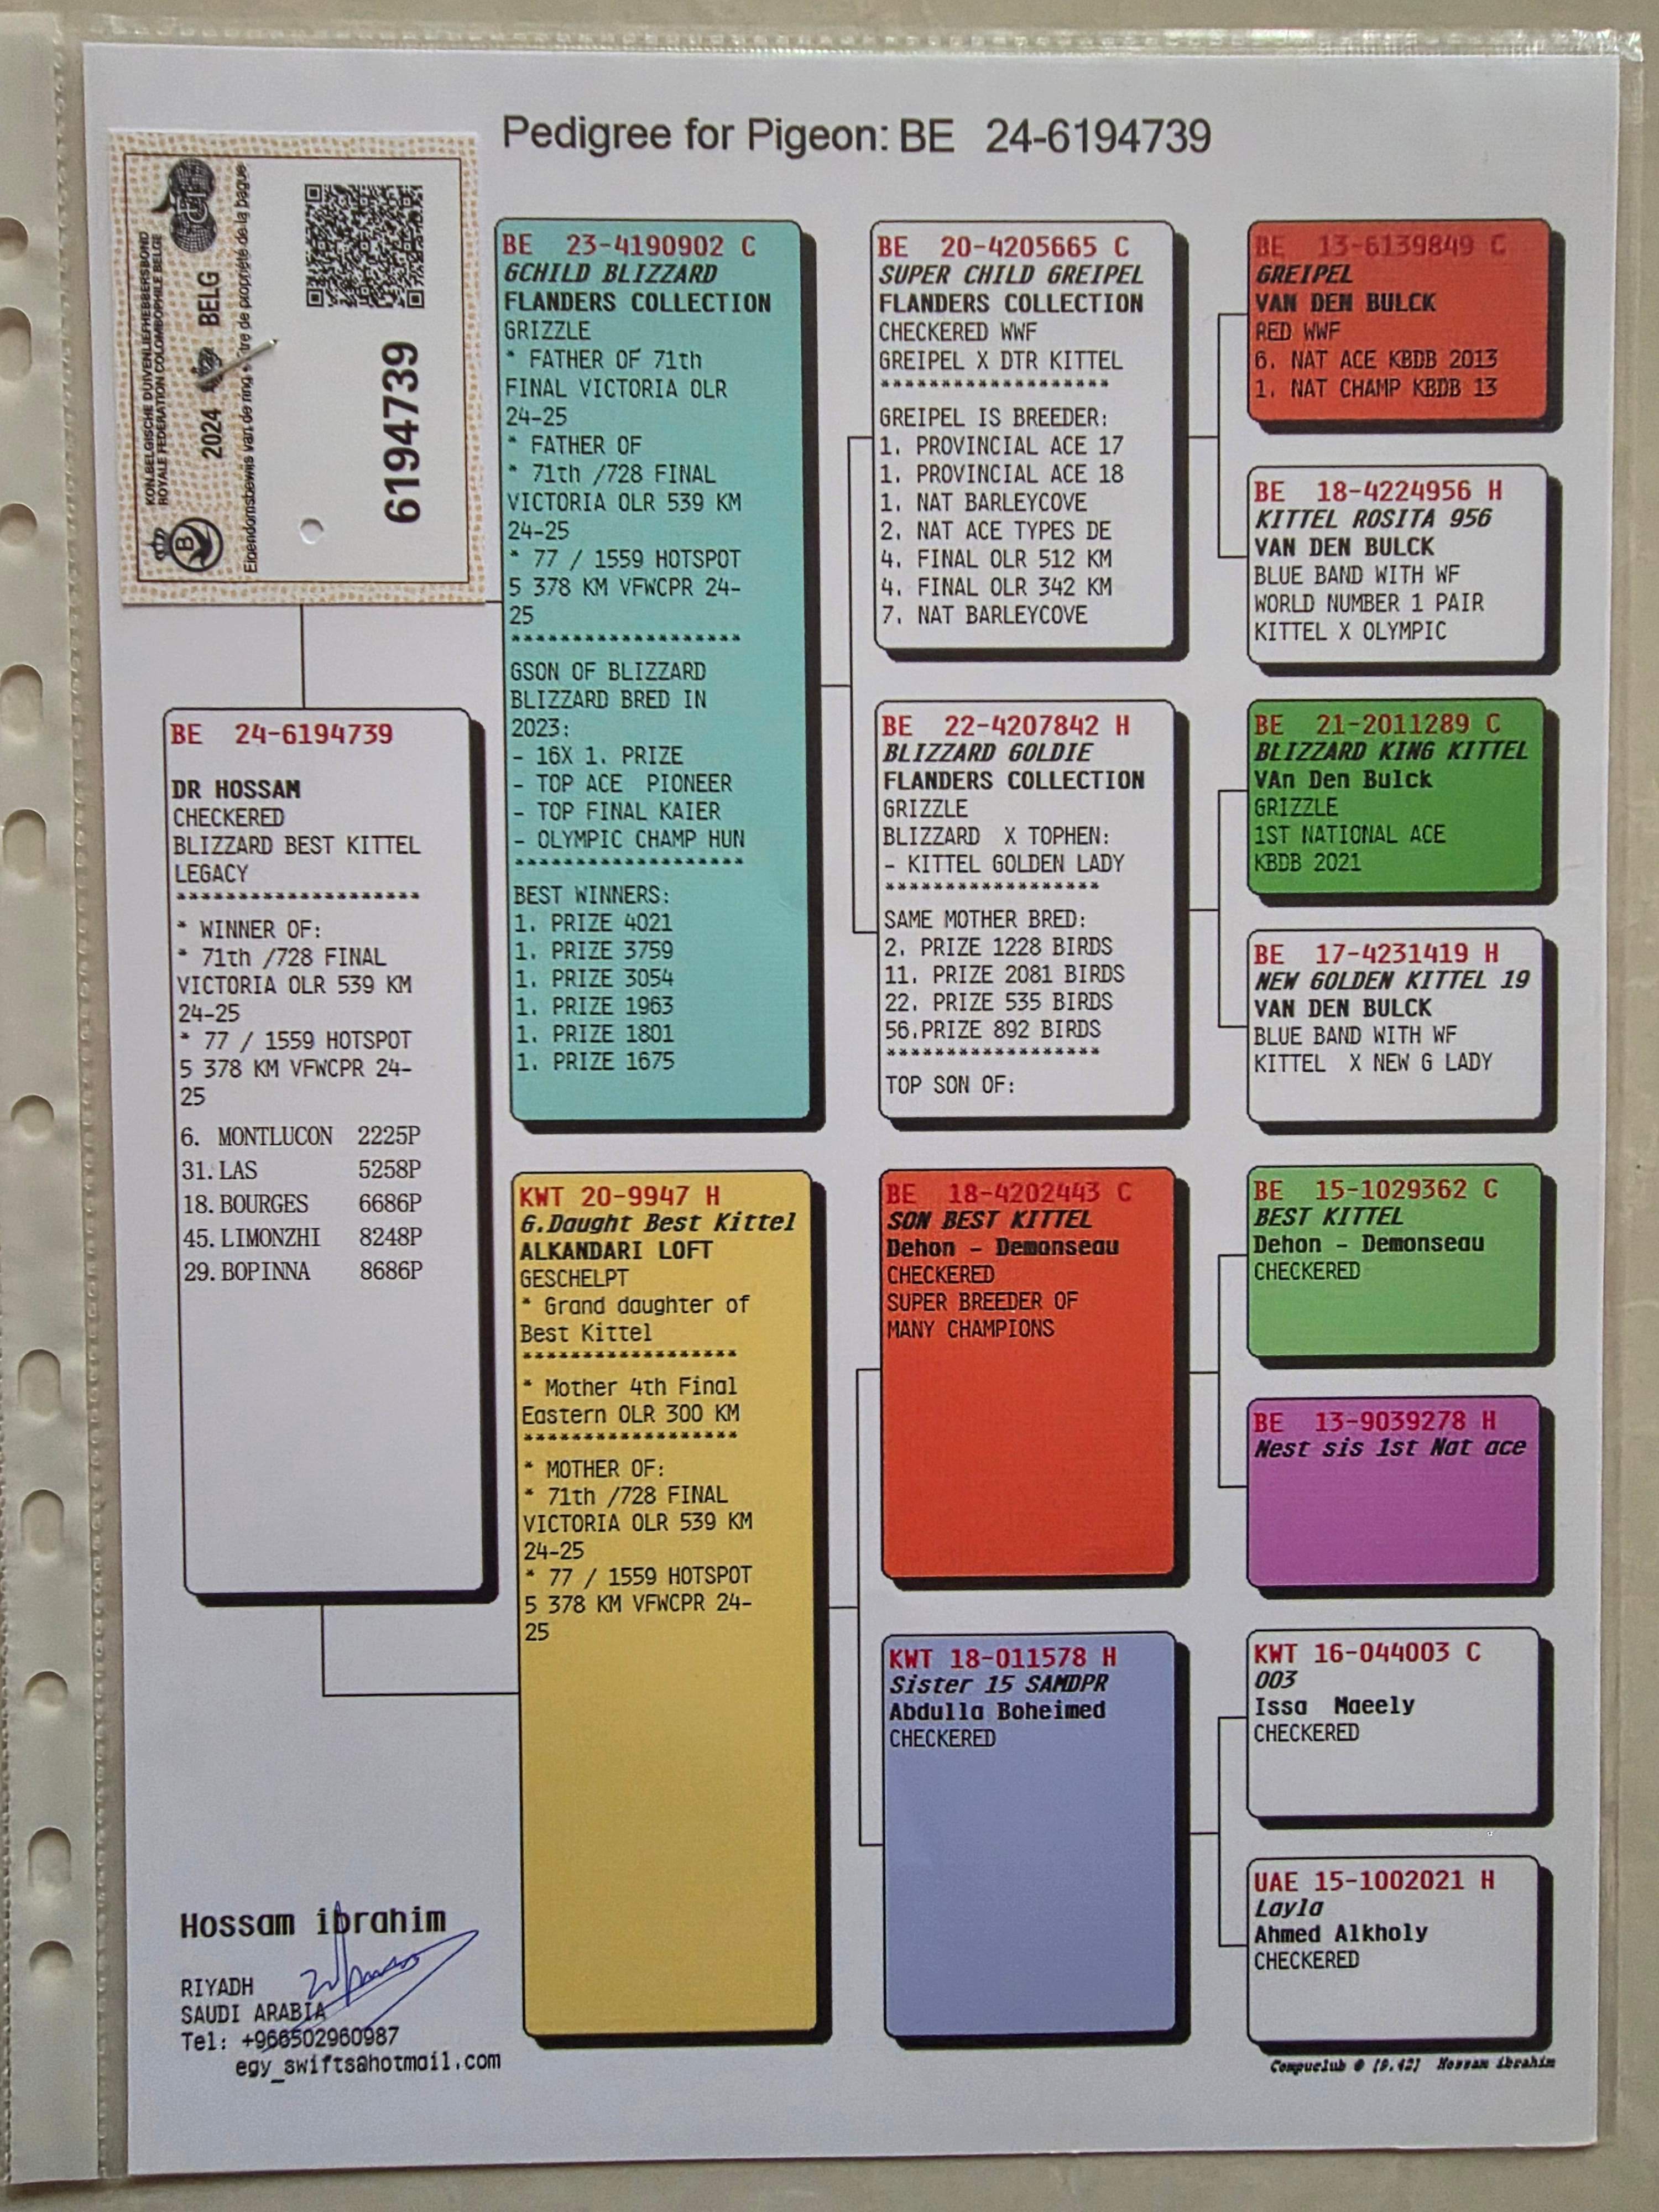 Pedigree for Pigeon: BE 24-6194739
KON.BELGISCHE DUIVENLIEFHEBBERSBOND
ROYALE FEDERATION COLOMBOPHILE BELGE
2024 BELG
Eigendomsbewijs van de ring - titre de propriété de la bague
6194739
B
BE 24-6194739
DR HOSSAM
CHECKERED
BLIZZARD BEST KITTEL
LEGACY
*******************
* WINNER OF:
* 71th /728 FINAL
VICTORIA OLR 539 KM
24-25
* 77 / 1559 HOTSPOT
5 378 KM VFWCPR 24-
25
6. MONTLUCON 2225P
31. LAS 5258P
18. BOURGES 6686P
45. LIMONZHI 8248P
29. BOPINNA 8686P
BE 23-4190902 C
GCHILD BLIZZARD
FLANDERS COLLECTION
GRIZZLE
* FATHER OF 71th
FINAL VICTORIA OLR
24-25
* FATHER OF
* 71th /728 FINAL
VICTORIA OLR 539 KM
24-25
* 77 / 1559 HOTSPOT
5 378 KM VFWCPR 24-
25
******************
GSON OF BLIZZARD
BLIZZARD BRED IN
2023:
- 16X 1. PRIZE
- TOP ACE PIONEER
- TOP FINAL KAIER
- OLYMPIC CHAMP HUN
******************
BEST WINNERS:
1. PRIZE 4021
1. PRIZE 3759
1. PRIZE 3054
1. PRIZE 1963
1. PRIZE 1801
1. PRIZE 1675
KWT 20-9947 H
G.Daught Best Kittel
ALKANDARI LOFT
GESCHELPT
* Grand daughter of
Best Kittel
******************
* Mother 4th Final
Eastern OLR 300 KM
******************
* MOTHER OF:
* 71th /728 FINAL
VICTORIA OLR 539 KM
24-25
* 77 / 1559 HOTSPOT
5 378 KM VFWCPR 24-
25
BE 20-4205665 C
SUPER CHILD GREIPEL
FLANDERS COLLECTION
CHECKERED WWF
GREIPEL X DTR KITTEL
*******************
GREIPEL IS BREEDER:
1. PROVINCIAL ACE 17
1. PROVINCIAL ACE 18
1. NAT BARLEYCOVE
2. NAT ACE TYPES DE
4. FINAL OLR 512 KM
4. FINAL OLR 342 KM
7. NAT BARLEYCOVE
BE 22-4207842 H
BLIZZARD GOLDIE
FLANDERS COLLECTION
GRIZZLE
BLIZZARD X TOPHEN:
- KITTEL GOLDEN LADY
******************
SAME MOTHER BRED:
2. PRIZE 1228 BIRDS
11. PRIZE 2081 BIRDS
22. PRIZE 535 BIRDS
56.PRIZE 892 BIRDS
******************
TOP SON OF:
BE 18-4202443 C
SON BEST KITTEL
Dehon - Demonseau
CHECKERED
SUPER BREEDER OF
MANY CHAMPIONS
KWT 18-011578 H
Sister 15 SAMDPR
Abdulla Boheimed
CHECKERED
BE 13-6139849 C
GREIPEL
VAN DEN BULCK
RED WWF
6. NAT ACE KBDB 2013
1. NAT CHAMP KBDB 13
BE 18-4224956 H
KITTEL ROSITA 956
VAN DEN BULCK
BLUE BAND WITH WF
WORLD NUMBER 1 PAIR
KITTEL X OLYMPIC
BE 21-2011289 C
BLIZZARD KING KITTEL
VAn Den Bulck
GRIZZLE
1ST NATIONAL ACE
KBDB 2021
BE 17-4231419 H
NEW GOLDEN KITTEL 19
VAN DEN BULCK
BLUE BAND WITH WF
KITTEL X NEW G LADY
BE 15-1029362 C
BEST KITTEL
Dehon - Demonseau
CHECKERED
BE 13-9039278 H
Nest sis 1st Nat ace
KWT 16-044003 C
003
Issa Maeely
CHECKERED
UAE 15-1002021 H
Layla
Ahmed Alkholy
CHECKERED
Hossam ibrahim
RIYADH
SAUDI ARABIA
Tel: +966502960987
egy_swifts@hotmail.com
Compuclub © [9.42] Hossam ibrahim